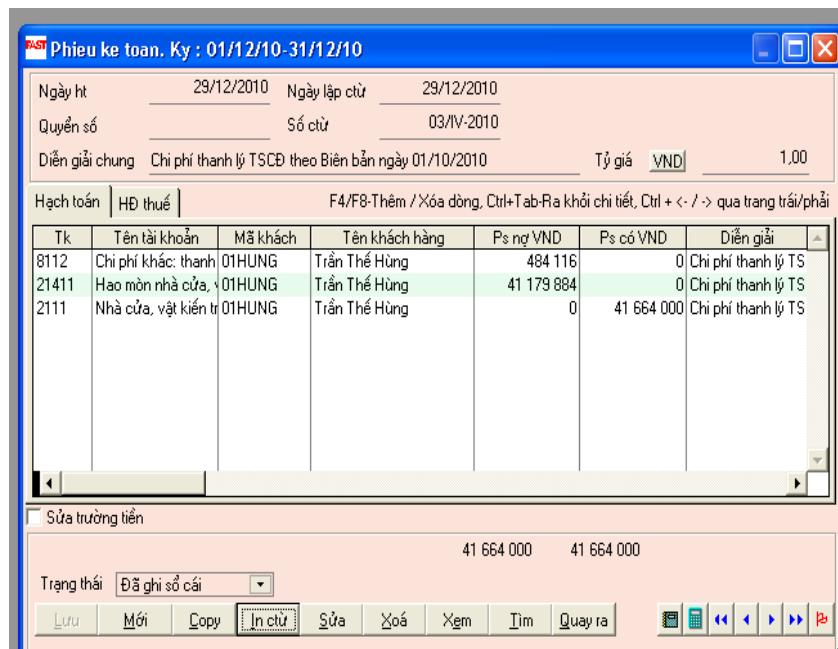 FAST Phieu ke toan. Ky : 01/12/10-31/12/10
Ngày ht 29/12/2010 Ngày lập ctừ 29/12/2010
Quyển số Số ctừ 03/IV-2010
Diễn giải chung Chi phí thanh lý TSCĐ theo Biên bản ngày 01/10/2010 Tỷ giá VND 1,00
Hạch toán HĐ thuế F4/F8-Thêm / Xóa dòng, Ctrl+Tab-Ra khỏi chi tiết, Ctrl + <- / -> qua trang trái/phải
Tk Tên tài khoản Mã khách Tên khách hàng Ps nợ VND Ps có VND Diễn giải
8112 Chi phí khác: thanh 01HUNG Trần Thế Hùng 484 116 0 Chi phí thanh lý TS
21411 Hao mòn nhà cửa, 01HUNG Trần Thế Hùng 41 179 884 0 Chi phí thanh lý TS
2111 Nhà cửa, vật kiến tr 01HUNG Trần Thế Hùng 0 41 664 000 Chi phí thanh lý TS
Sửa trường tiền
41 664 000 41 664 000
Trạng thái Đã ghi sổ cái
Lưu Mới Copy In ctừ Sửa Xoá Xem Tìm Quay ra